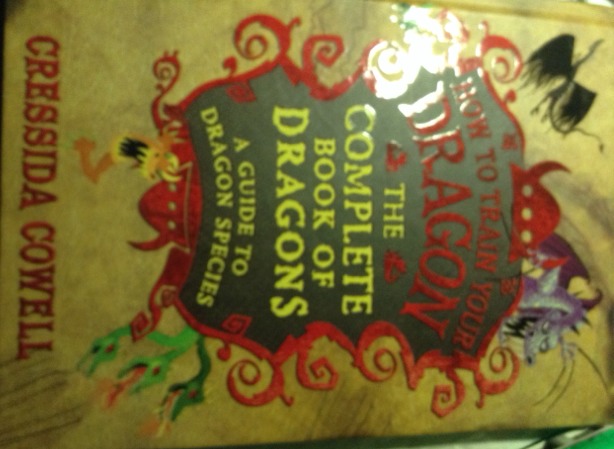 HOW TO TRAIN YOUR
DRAGON
THE
COMPLETE
BOOK OF
DRAGONS
A GUIDE TO
DRAGON SPECIES
CRESSIDA COWELL